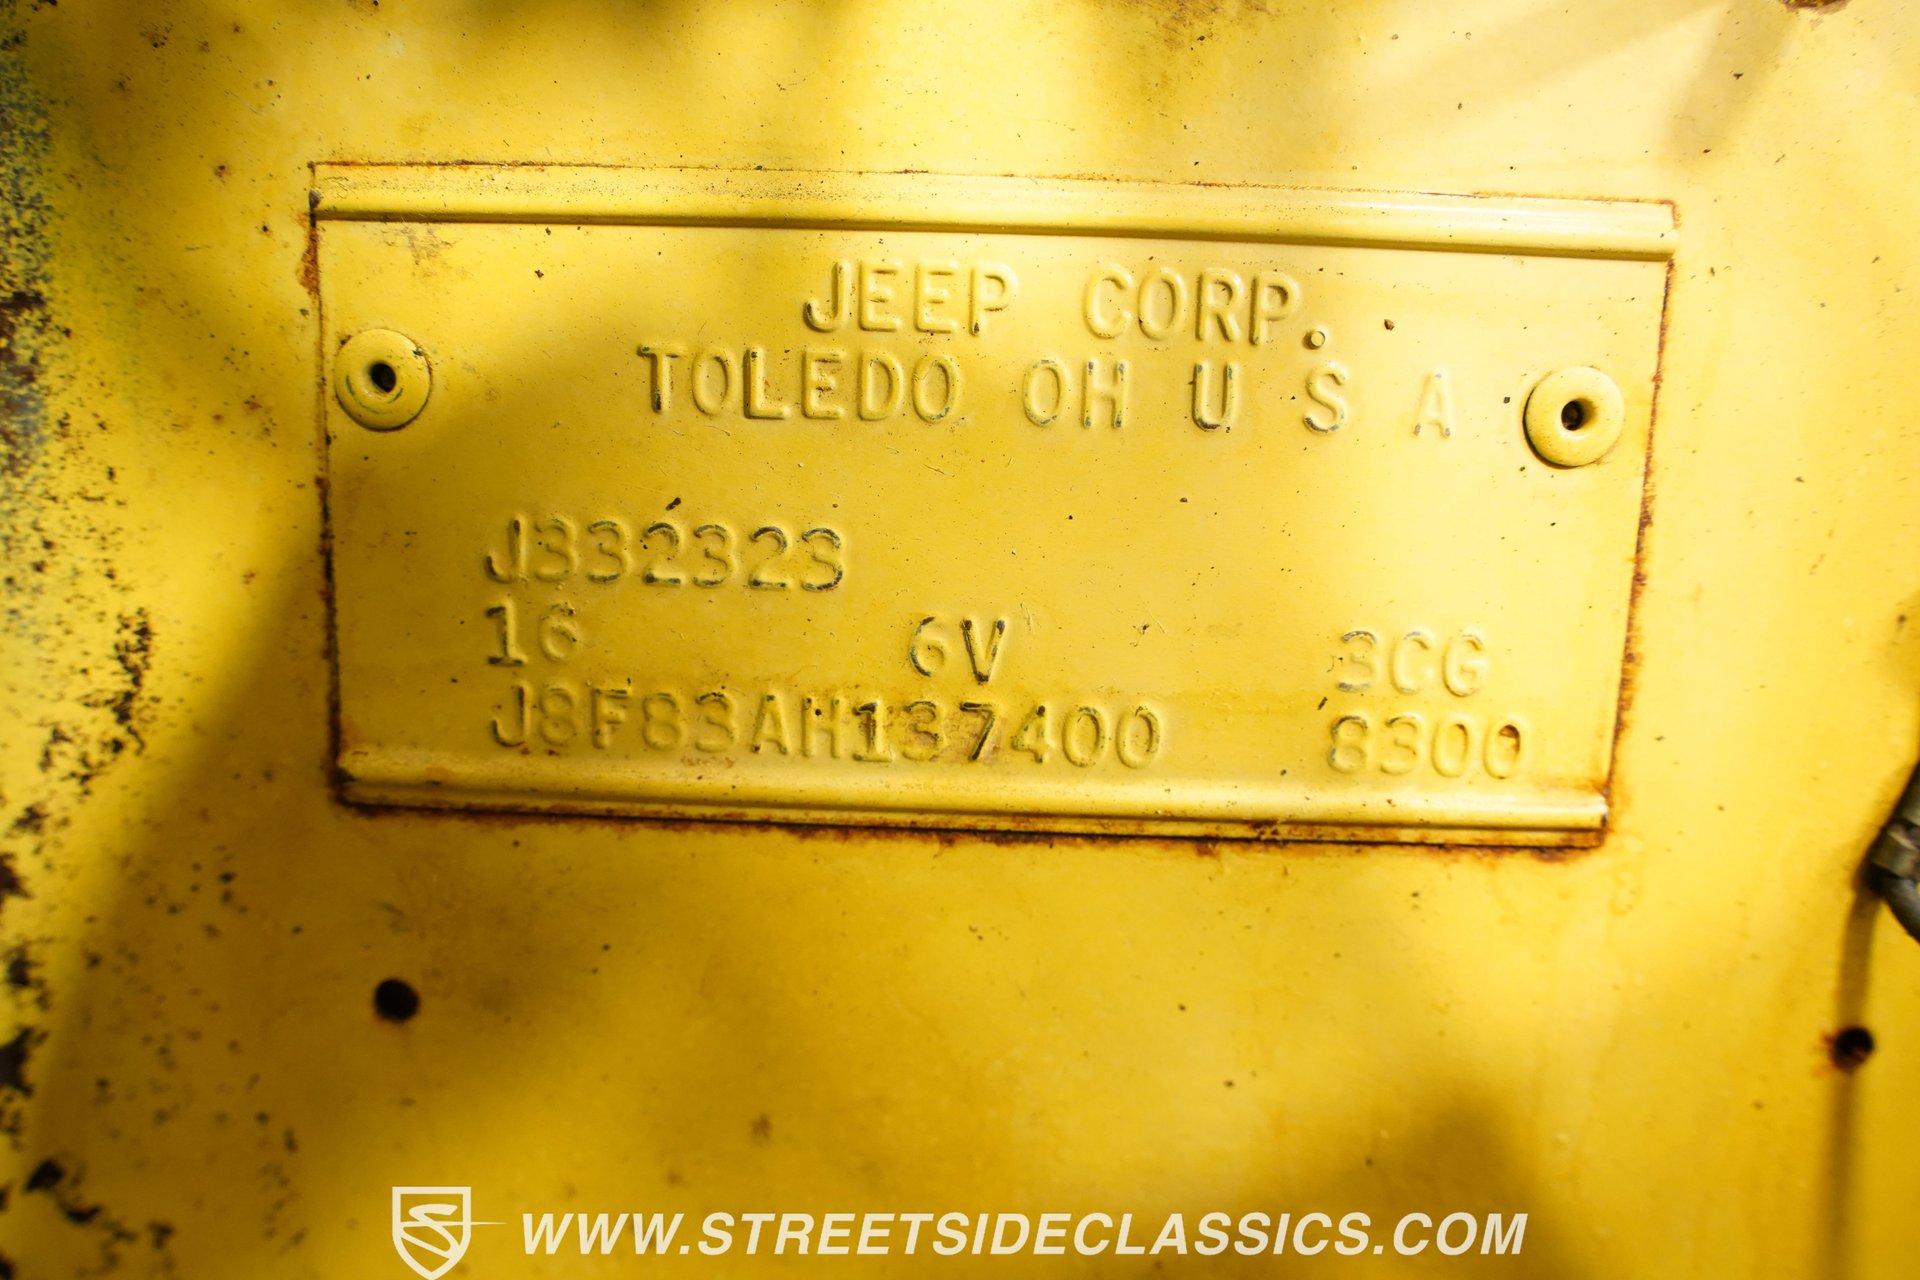 JEEP CORP.
TOLEDO OH U S A
J332323
16 6V 3CG
J8F83AH137400 8300
WWW.STREETSIDECLASSICS.COM